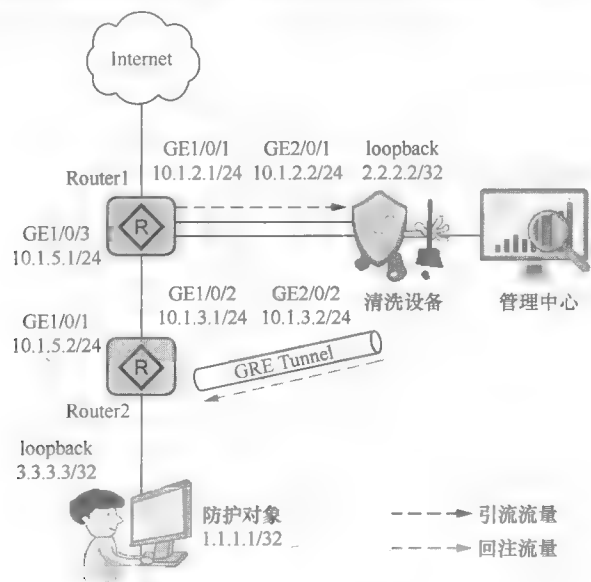 Internet
GE1/0/1
10.1.2.1/24
GE2/0/1
10.1.2.2/24
loopback
2.2.2.2/32
Router1
R
GE1/0/3
10.1.5.1/24
清洗设备
管理中心
GE1/0/2
10.1.3.1/24
GE2/0/2
10.1.3.2/24
GE1/0/1
10.1.5.2/24
R
GRE Tunnel
Router2
loopback
3.3.3.3/32
防护对象
1.1.1.1/32
引流流量
回注流量